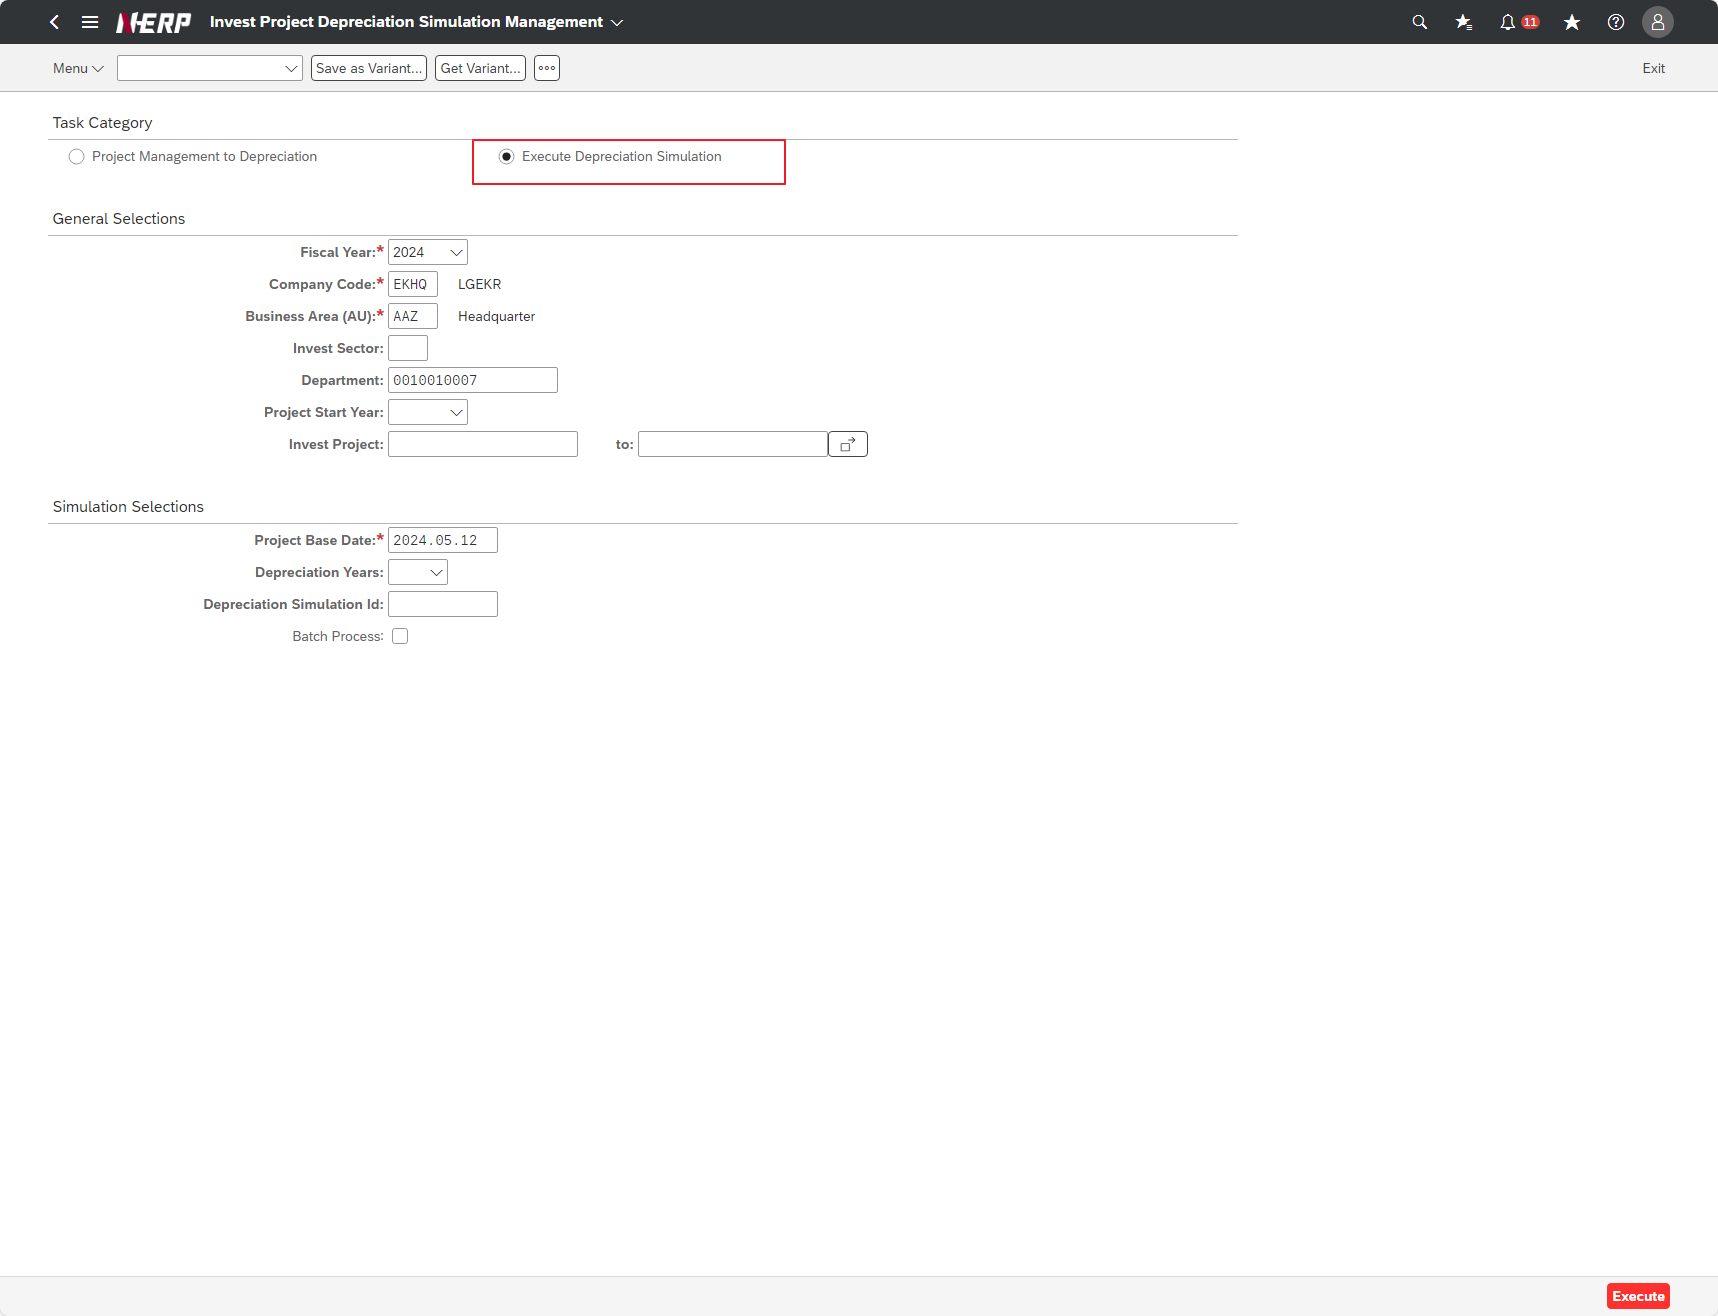 NERP Invest Project Depreciation Simulation Management 11
Menu Save as Variant... Get Variant... Exit
Task Category
Project Management to Depreciation Execute Depreciation Simulation
General Selections
Fiscal Year:* 2024
Company Code:* EKHQ LGEKR
Business Area (AU):* AAZ Headquarter
Invest Sector:
Department: 0010010007
Project Start Year:
Invest Project: to:
Simulation Selections
Project Base Date:* 2024.05.12
Depreciation Years:
Depreciation Simulation Id:
Batch Process:
Execute